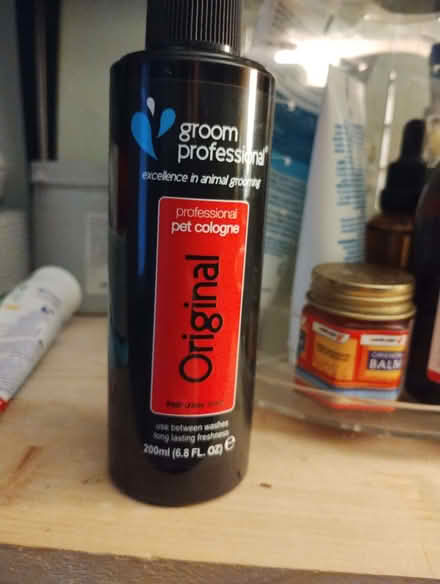 groom
professional®
excellence in animal grooming
professional
pet cologne
Original
use between washes
long lasting freshness
200ml (6.8 FL. OZ) ℮
BALM